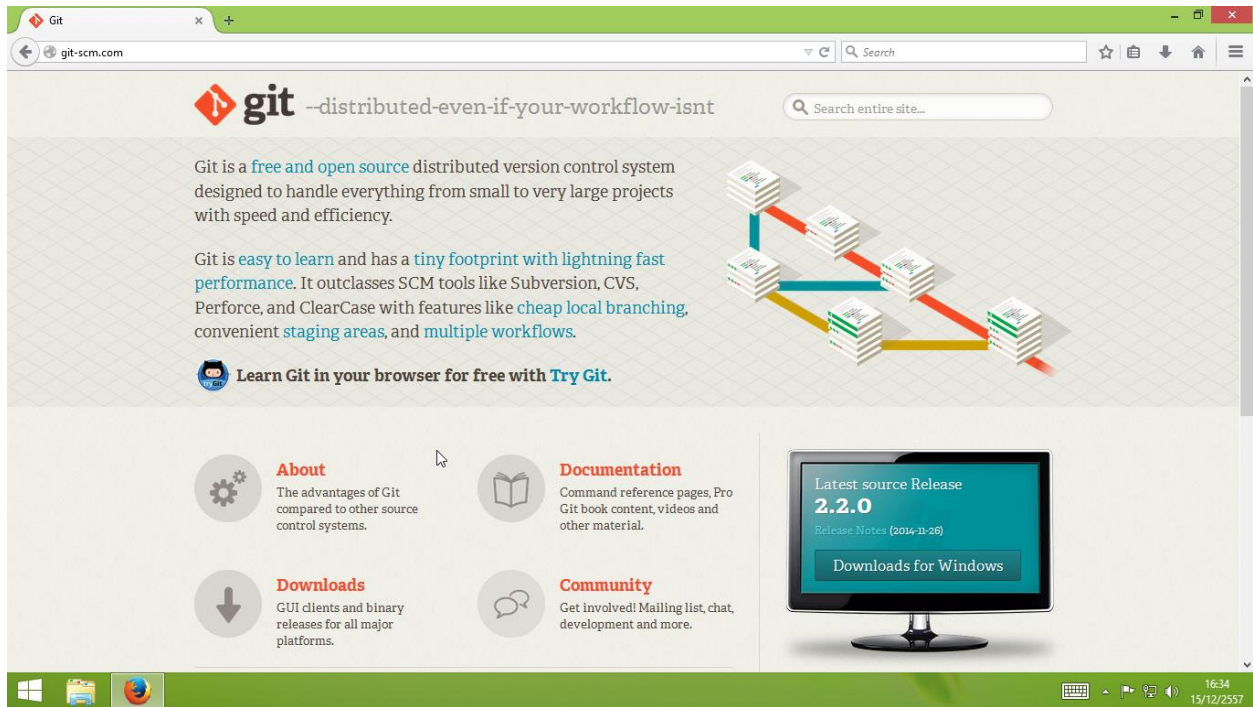 Git
git-scm.com
Search
git --distributed-even-if-your-workflow-isnt
Search entire site...
Git is a free and open source distributed version control system
designed to handle everything from small to very large projects
with speed and efficiency.
Git is easy to learn and has a tiny footprint with lightning fast
performance. It outclasses SCM tools like Subversion, CVS,
Perforce, and ClearCase with features like cheap local branching,
convenient staging areas, and multiple workflows.
Learn Git in your browser for free with Try Git.
About
The advantages of Git
compared to other source
control systems.
Documentation
Command reference pages, Pro
Git book content, videos and
other material.
Downloads
GUI clients and binary
releases for all major
platforms.
Community
Get involved! Mailing list, chat,
development and more.
Latest source Release
2.2.0
Release Notes (2014-11-26)
Downloads for Windows
16:34
15/12/2557